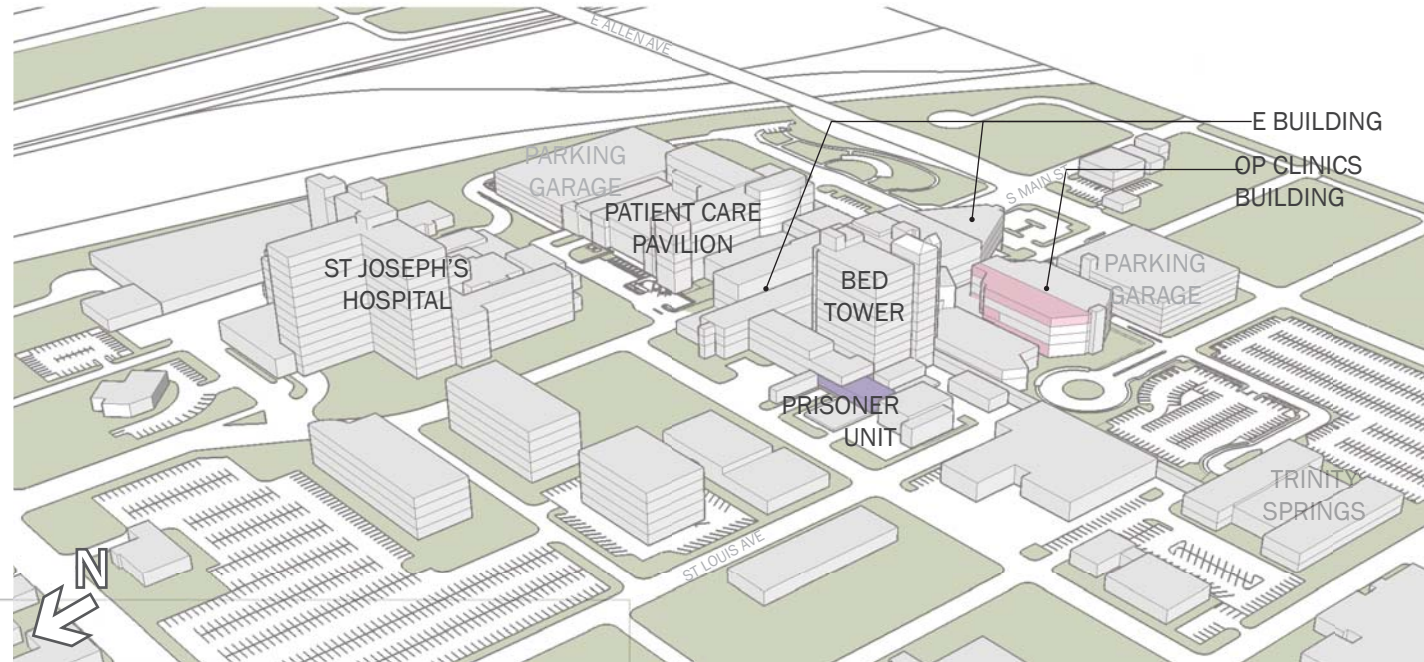 E ALLEN AVE
E BUILDING
PARKING
GARAGE
S MAIN S
OP CLINICS
BUILDING
PATIENT CARE
PAVILION
ST JOSEPH'S
HOSPITAL
BED
TOWER
PARKING
GARAGE
PRISONER
UNIT
TRINITY
SPRINGS
ST LOUIS AVE
N